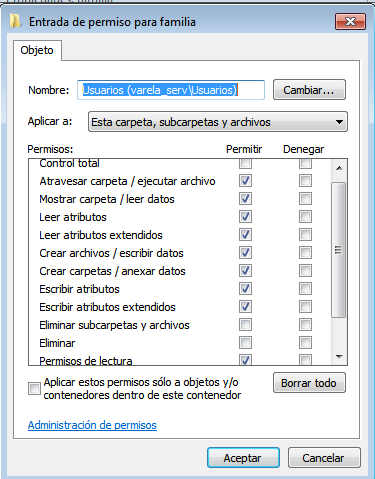 Entrada de permiso para familia
Objeto
Nombre: Usuarios (varela_serv\Usuarios) Cambiar...
Aplicar a: Esta carpeta, subcarpetas y archivos
Permisos: Permitir Denegar
Control total
Atravesar carpeta / ejecutar archivo
Mostrar carpeta / leer datos
Leer atributos
Leer atributos extendidos
Crear archivos / escribir datos
Crear carpetas / anexar datos
Escribir atributos
Escribir atributos extendidos
Eliminar subcarpetas y archivos
Eliminar
Permisos de lectura
Aplicar estos permisos sólo a objetos y/o
contenedores dentro de este contenedor
Borrar todo
Administración de permisos
Aceptar Cancelar